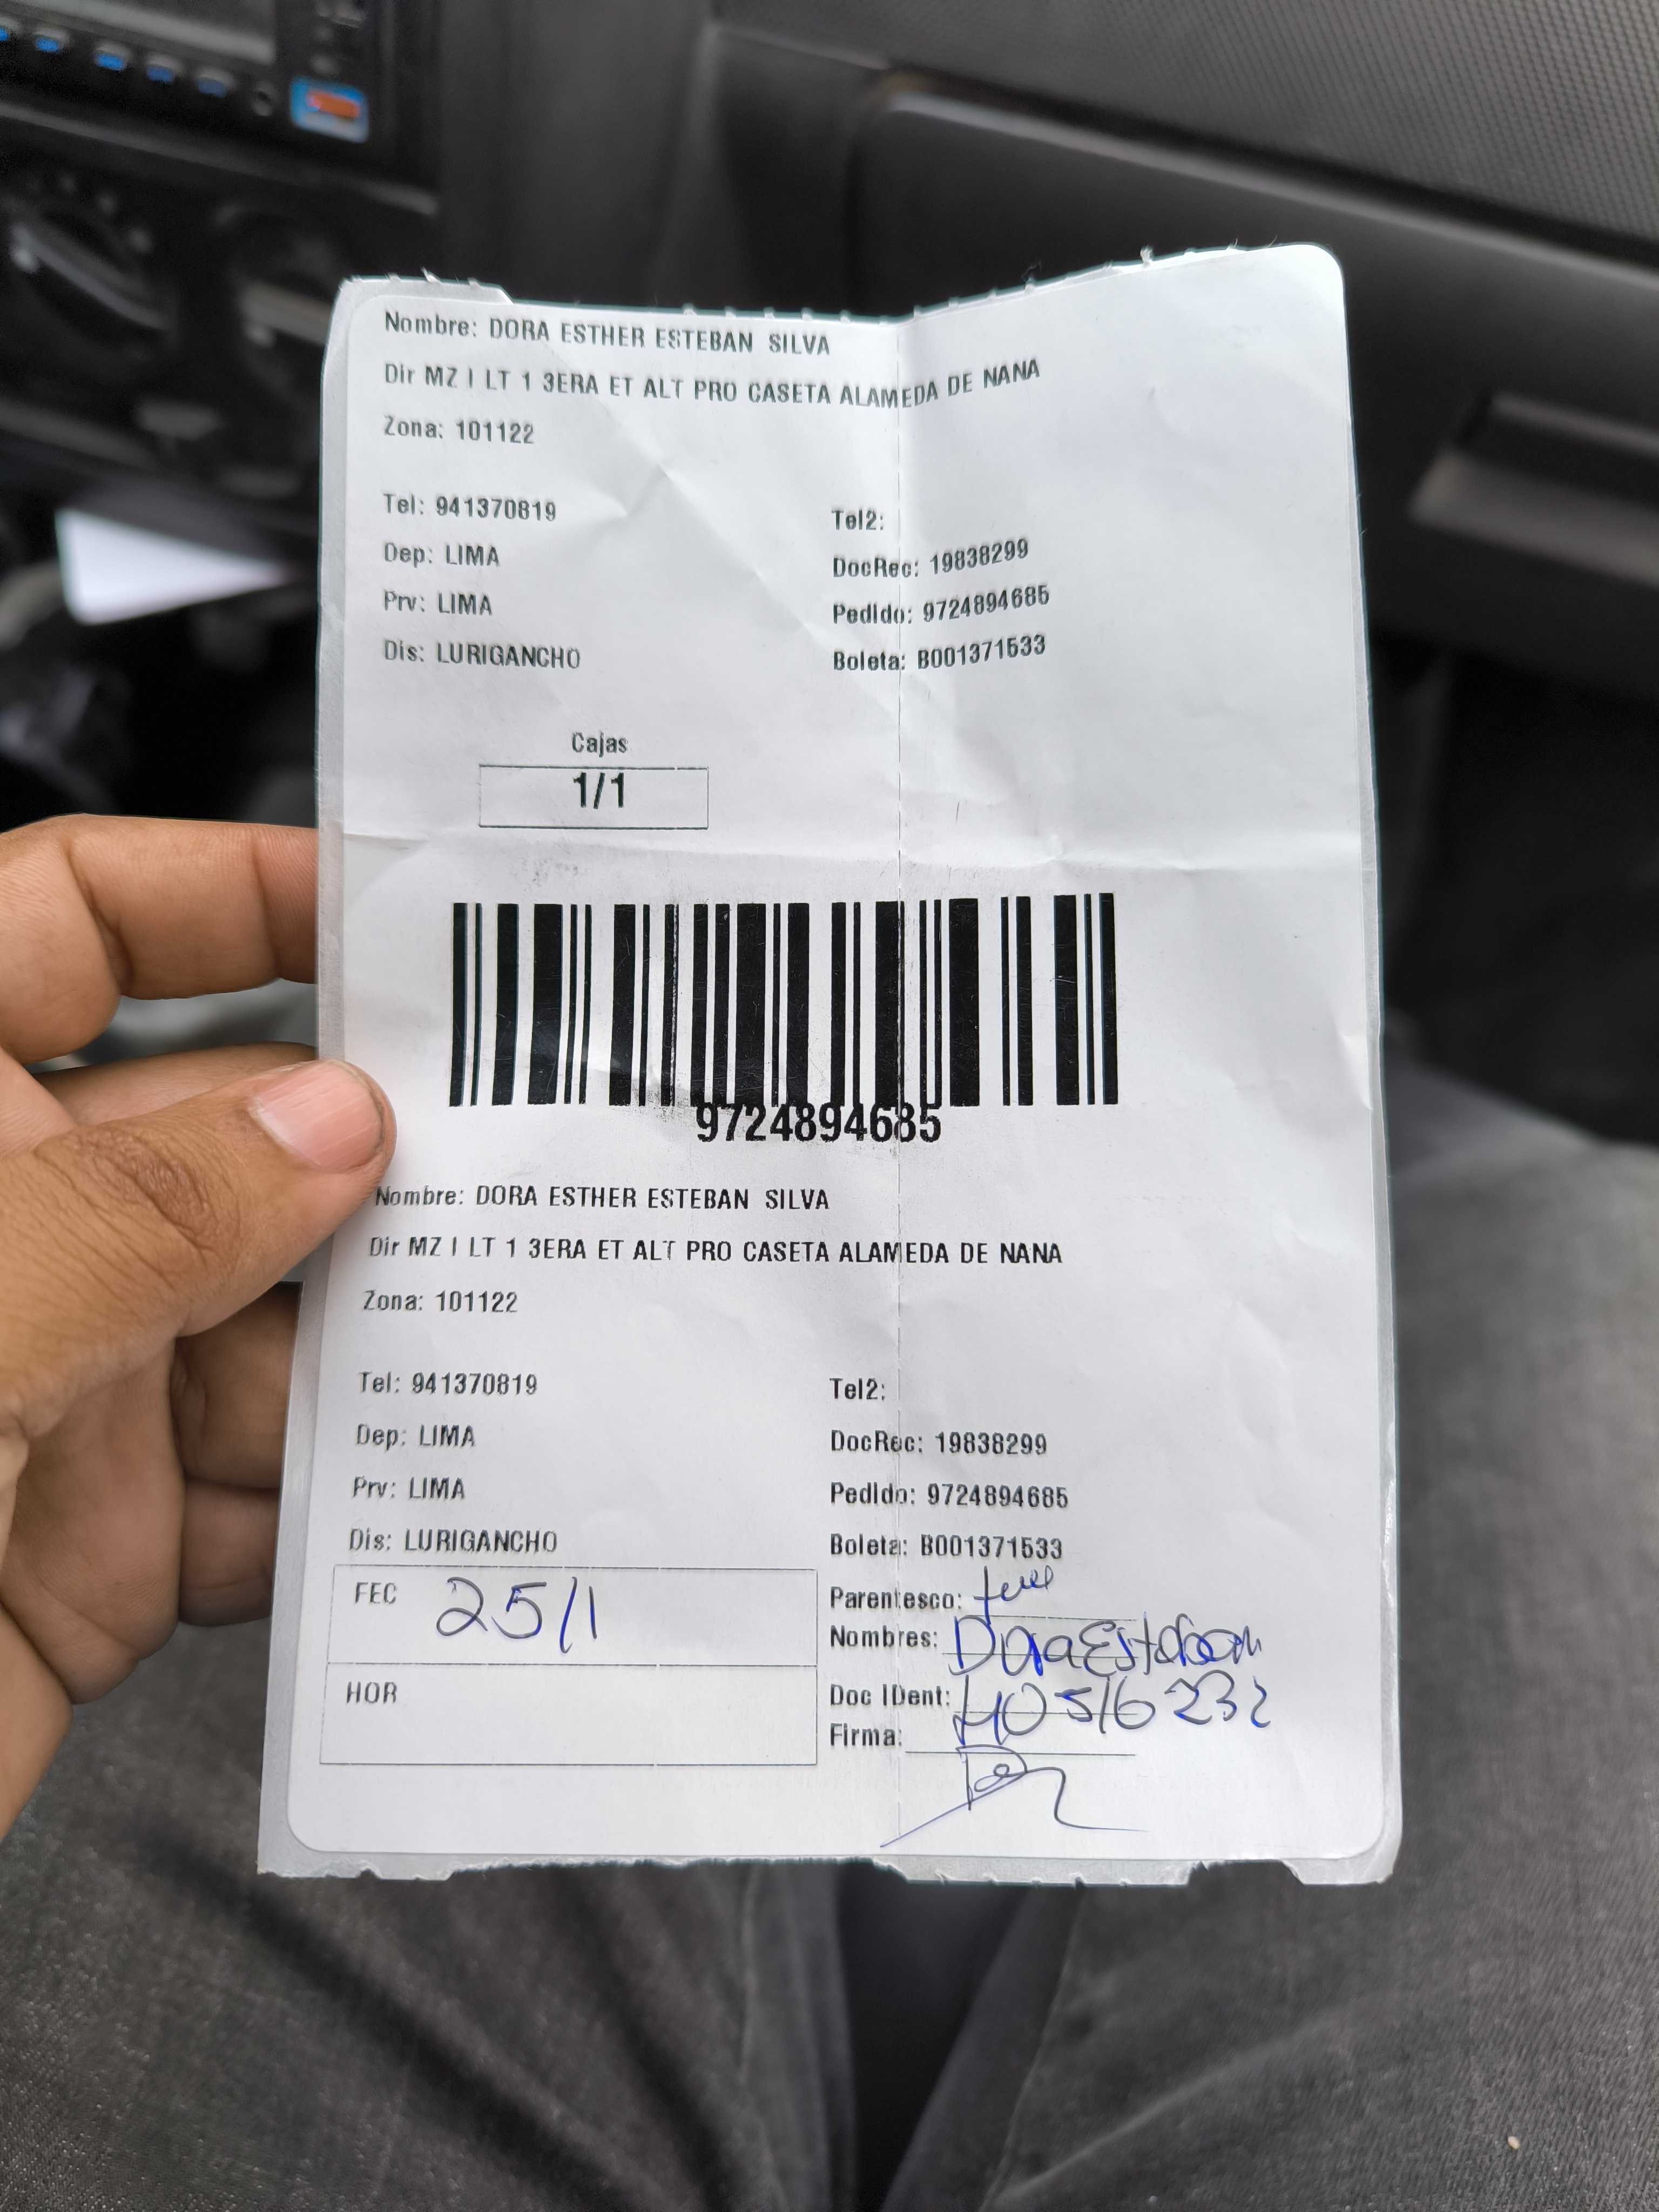 Nombre: DORA ESTHER ESTEBAN SILVA
Dir MZ I LT 1 3ERA ET ALT PRO CASETA ALAMEDA DE NANA
Zona: 101122
Tel: 941370819 Tel2:
Dep: LIMA DocRec: 19838299
Prv: LIMA Pedido: 9724894685
Dis: LURIGANCHO Boleta: B001371533
Cajas
1/1
9724894685
Nombre: DORA ESTHER ESTEBAN SILVA
Dir MZ I LT 1 3ERA ET ALT PRO CASETA ALAMEDA DE NANA
Zona: 101122
Tel: 941370819 Tel2:
Dep: LIMA DocRec: 19838299
Prv: LIMA Pedido: 9724894685
Dis: LURIGANCHO Boleta: B001371533
FEC 25/1 Parentesco:
Nombres: Dora Esteban
HOR Doc IDent: 40516232
Firma: